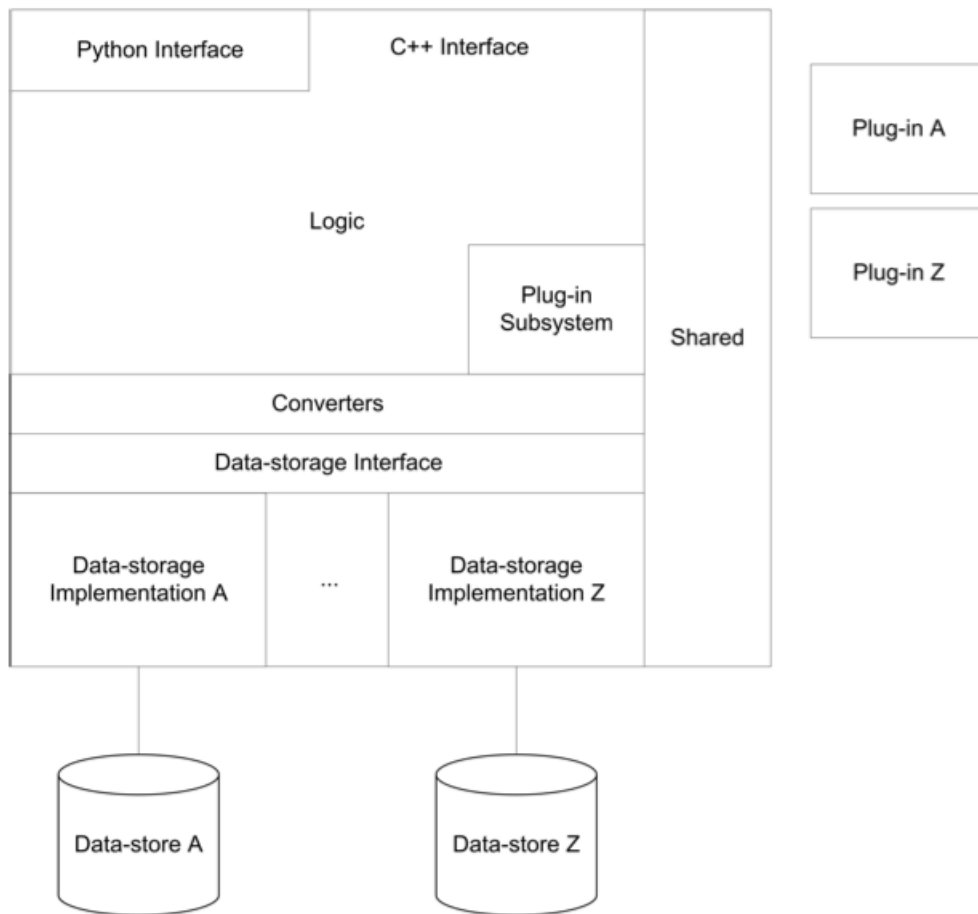 Python Interface
C++ Interface
Plug-in A
Logic
Plug-in Z
Plug-in
Subsystem
Shared
Converters
Data-storage Interface
Data-storage
Implementation A
...
Data-storage
Implementation Z
Data-store A
Data-store Z